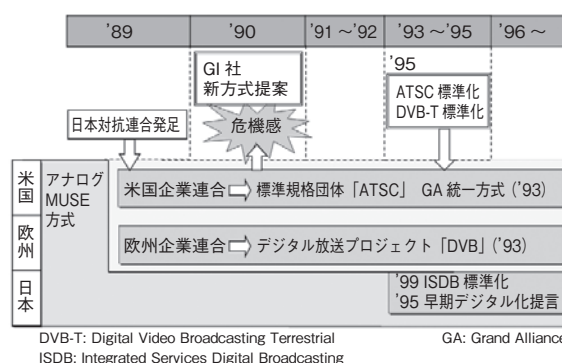 '89
'90
'91 ~'92
'93 ~'95
'96 ~
GI 社
新方式提案
'95
ATSC 標準化
DVB-T 標準化
日本対抗連合発足
危機感
米国
アナログ
MUSE
方式
米国企業連合
標準規格団体「ATSC」 GA 統一方式 ('93)
欧州
欧州企業連合
デジタル放送プロジェクト「DVB」('93)
日本
'99 ISDB 標準化
'95 早期デジタル化提言
DVB-T: Digital Video Broadcasting Terrestrial
GA: Grand Alliance
ISDB: Integrated Services Digital Broadcasting